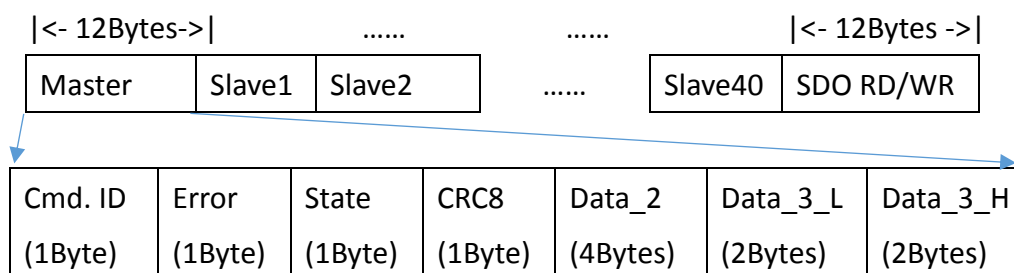 |<- 12Bytes->| …… …… |<- 12Bytes ->|
Master Slave1 Slave2 …… Slave40 SDO RD/WR
Cmd. ID Error State CRC8 Data_2 Data_3_L Data_3_H
(1Byte) (1Byte) (1Byte) (1Byte) (4Bytes) (2Bytes) (2Bytes)